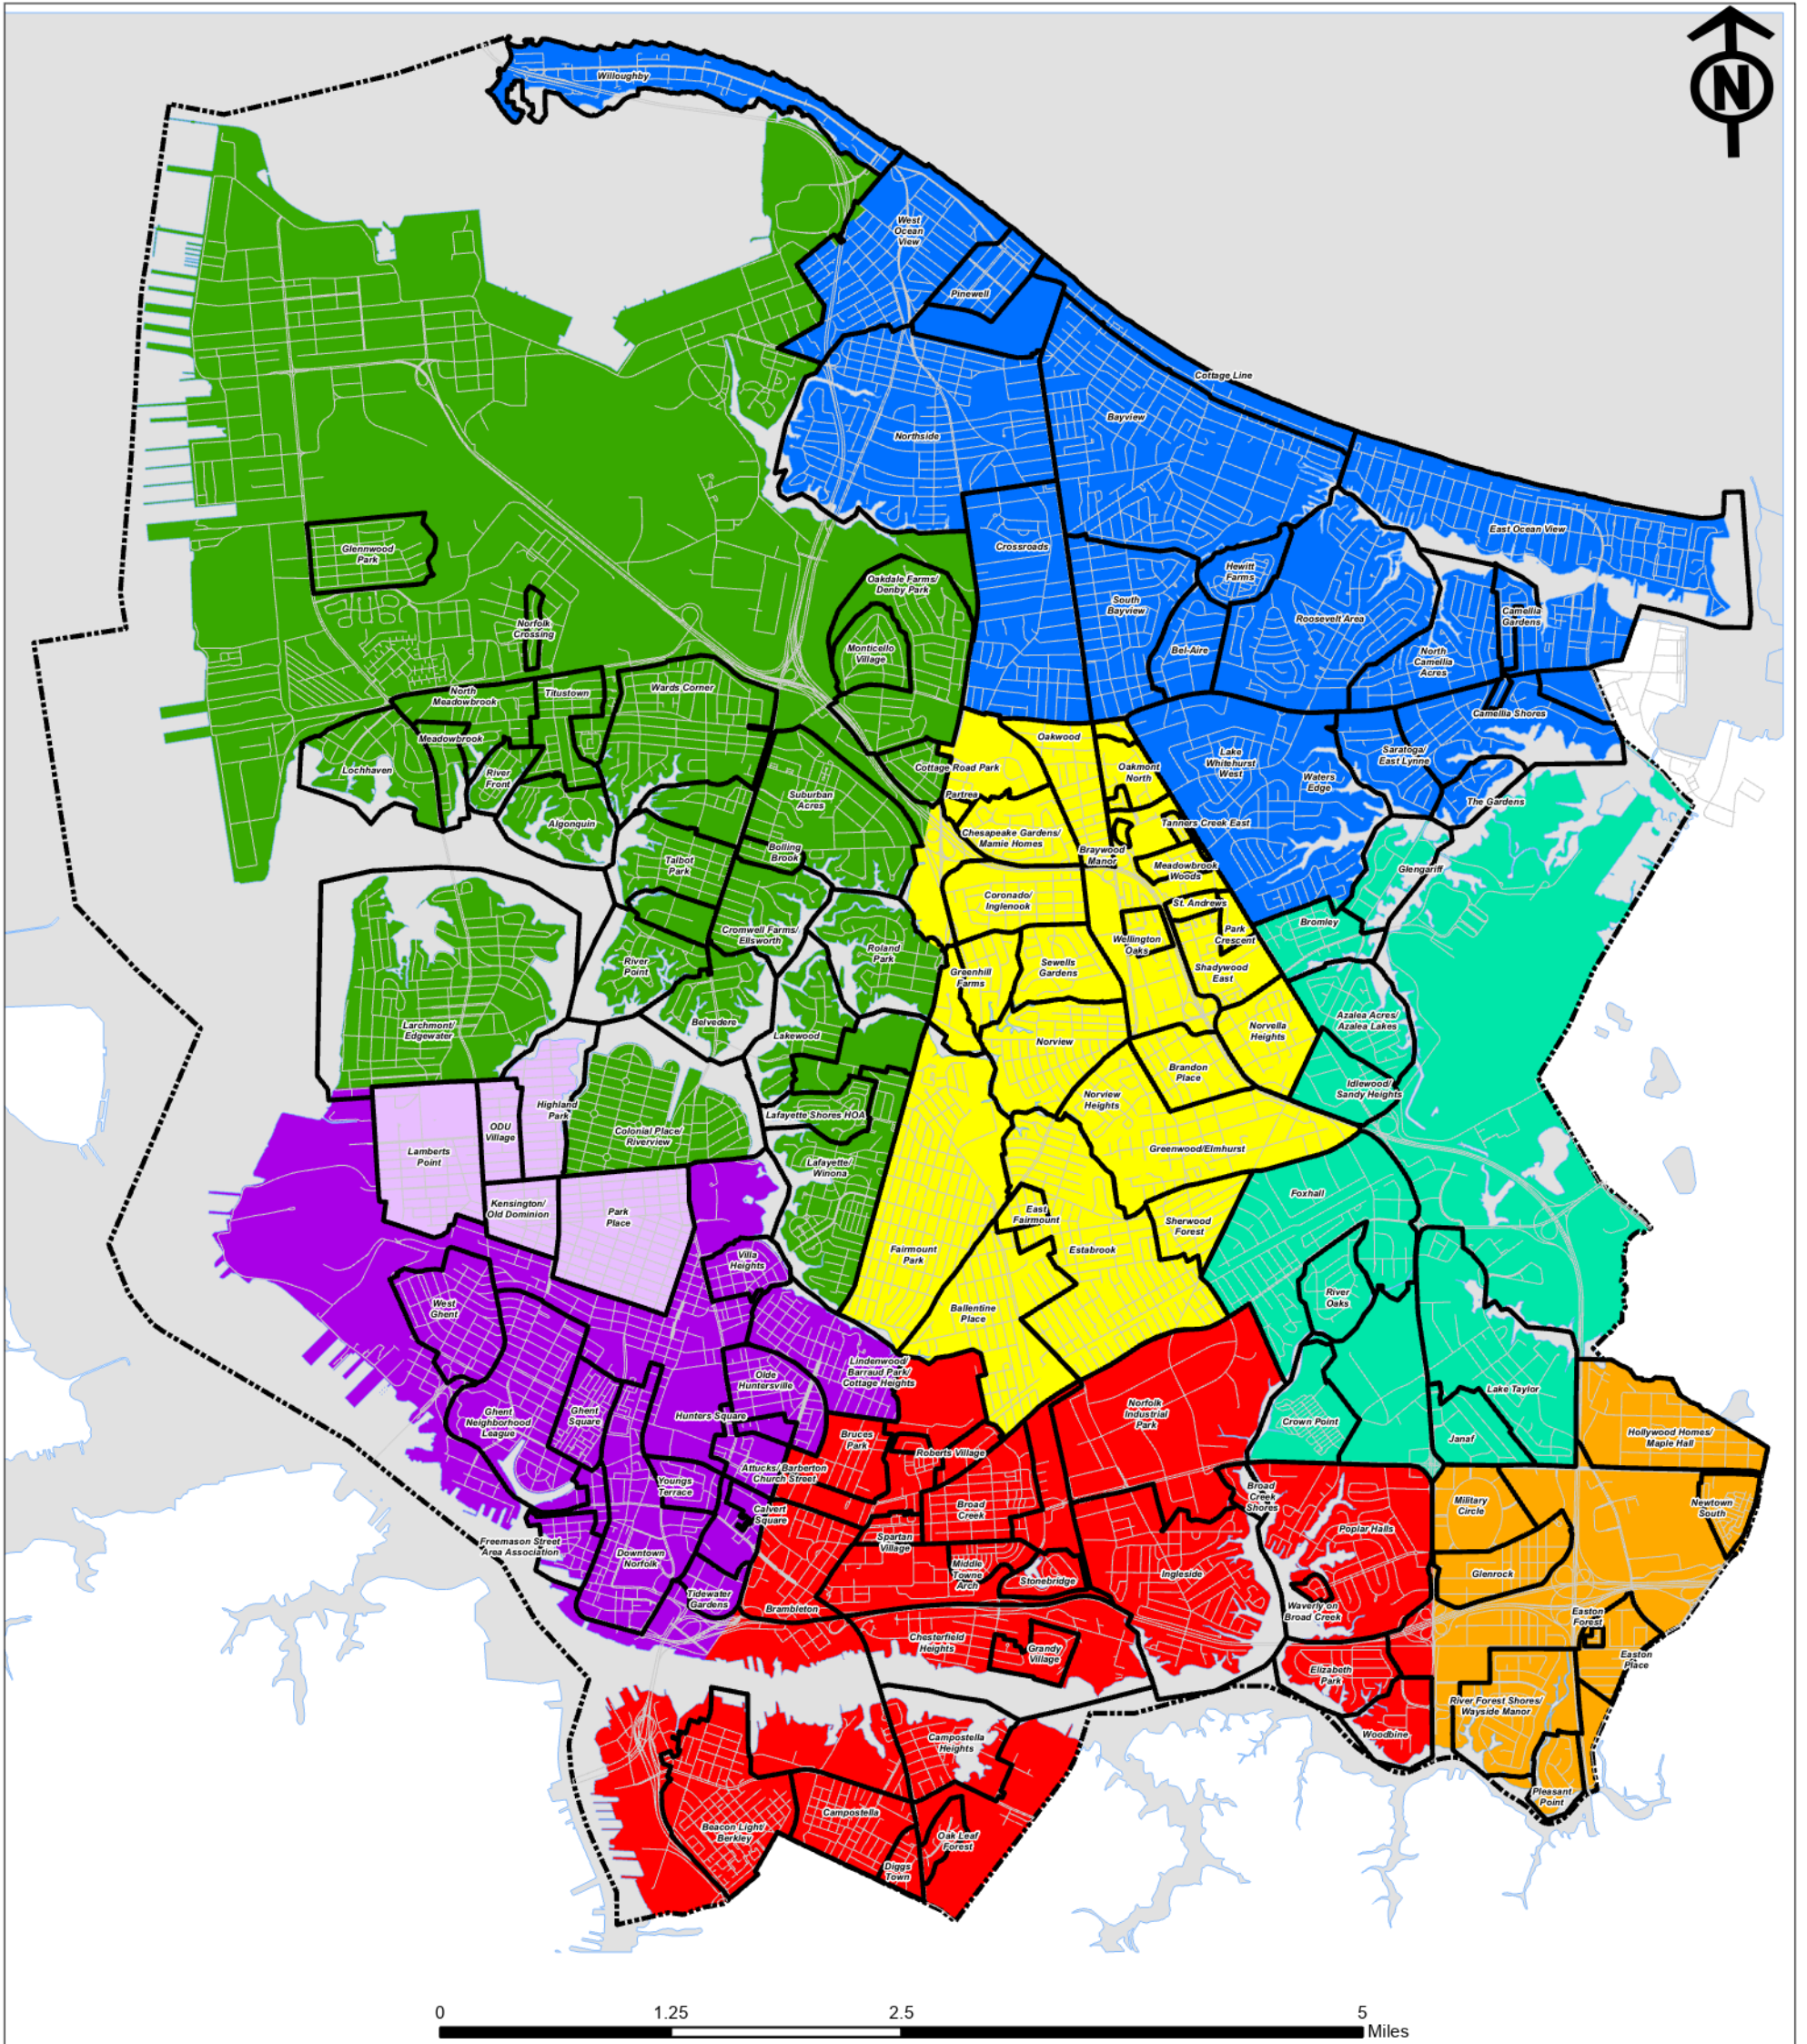 N
Willoughby
West
Ocean
View
Pinewell
Cottage Line
Bayview
Northside
East Ocean View
Crossroads
Glennwood
Park
Hewitt
Farms
Oakdale Farms/
Denby Park
South
Bayview
Roosevelt Area
Camellia
Gardens
Norfolk
Crossing
Monticello
Village
Bel-Aire
North
Camellia
Acres
North
Meadowbrook
Titustown
Wards Corner
Camellia Shores
Meadowbrook
Oakwood
Lake
Whitehurst
West
Saratoga/
East Lynne
Lochhaven
River
Front
Cottage Road Park
Oakmont
North
Waters
Edge
Suburban
Acres
Partrea
The Gardens
Algonquin
Tanners Creek East
Chesapeake Gardens/
Mamie Homes
Bolling
Brook
Braywood
Manor
Talbot
Park
Meadowbrook
Woods
Glengariff
Coronado/
Inglenook
St. Andrews
Bromley
Cromwell Farms/
Ellsworth
Park
Crescent
Wellington
Oaks
Roland
Park
River
Point
Greenhill
Farms
Sewells
Gardens
Shadywood
East
Larchmont/
Edgewater
Belvedere
Lakewood
Azalea Acres/
Azalea Lakes
Norview
Norvella
Heights
Brandon
Place
Idlewood/
Sandy Heights
Norview
Heights
Highland
Park
Lafayette Shores HOA
ODU
Village
Colonial Place/
Riverview
Lamberts
Point
Greenwood/Elmhurst
Lafayette/
Winona
Foxhall
Kensington/
Old Dominion
Park
Place
East
Fairmount
Sherwood
Forest
Fairmount
Park
Estabrook
Villa
Heights
River
Oaks
West
Ghent
Ballentine
Place
Lindenwood/
Barraud Park/
Cottage Heights
Olde
Huntersville
Lake Taylor
Norfolk
Industrial
Park
Ghent
Neighborhood
League
Ghent
Square
Hunters Square
Crown Point
Hollywood Homes/
Maple Hall
Bruces
Park
Roberts Village
Janaf
Attucks/ Barberton
Church Street
Youngs
Terrace
Broad
Creek
Shores
Military
Circle
Newtown
South
Calvert
Square
Broad
Creek
Poplar Halls
Freemason Street
Area Association
Spartan
Village
Downtown
Norfolk
Middle
Towne
Arch
Stonebridge
Ingleside
Glenrock
Tidewater
Gardens
Brambleton
Waverly on
Broad Creek
Easton
Forest
Chesterfield
Heights
Grandy
Village
Easton
Place
Elizabeth
Park
River Forest Shores/
Wayside Manor
Campostella
Heights
Woodbine
Pleasant
Point
Campostella
Beacon Light/
Berkley
Oak Leaf
Forest
Diggs
Town
0 1.25 2.5 5
Miles